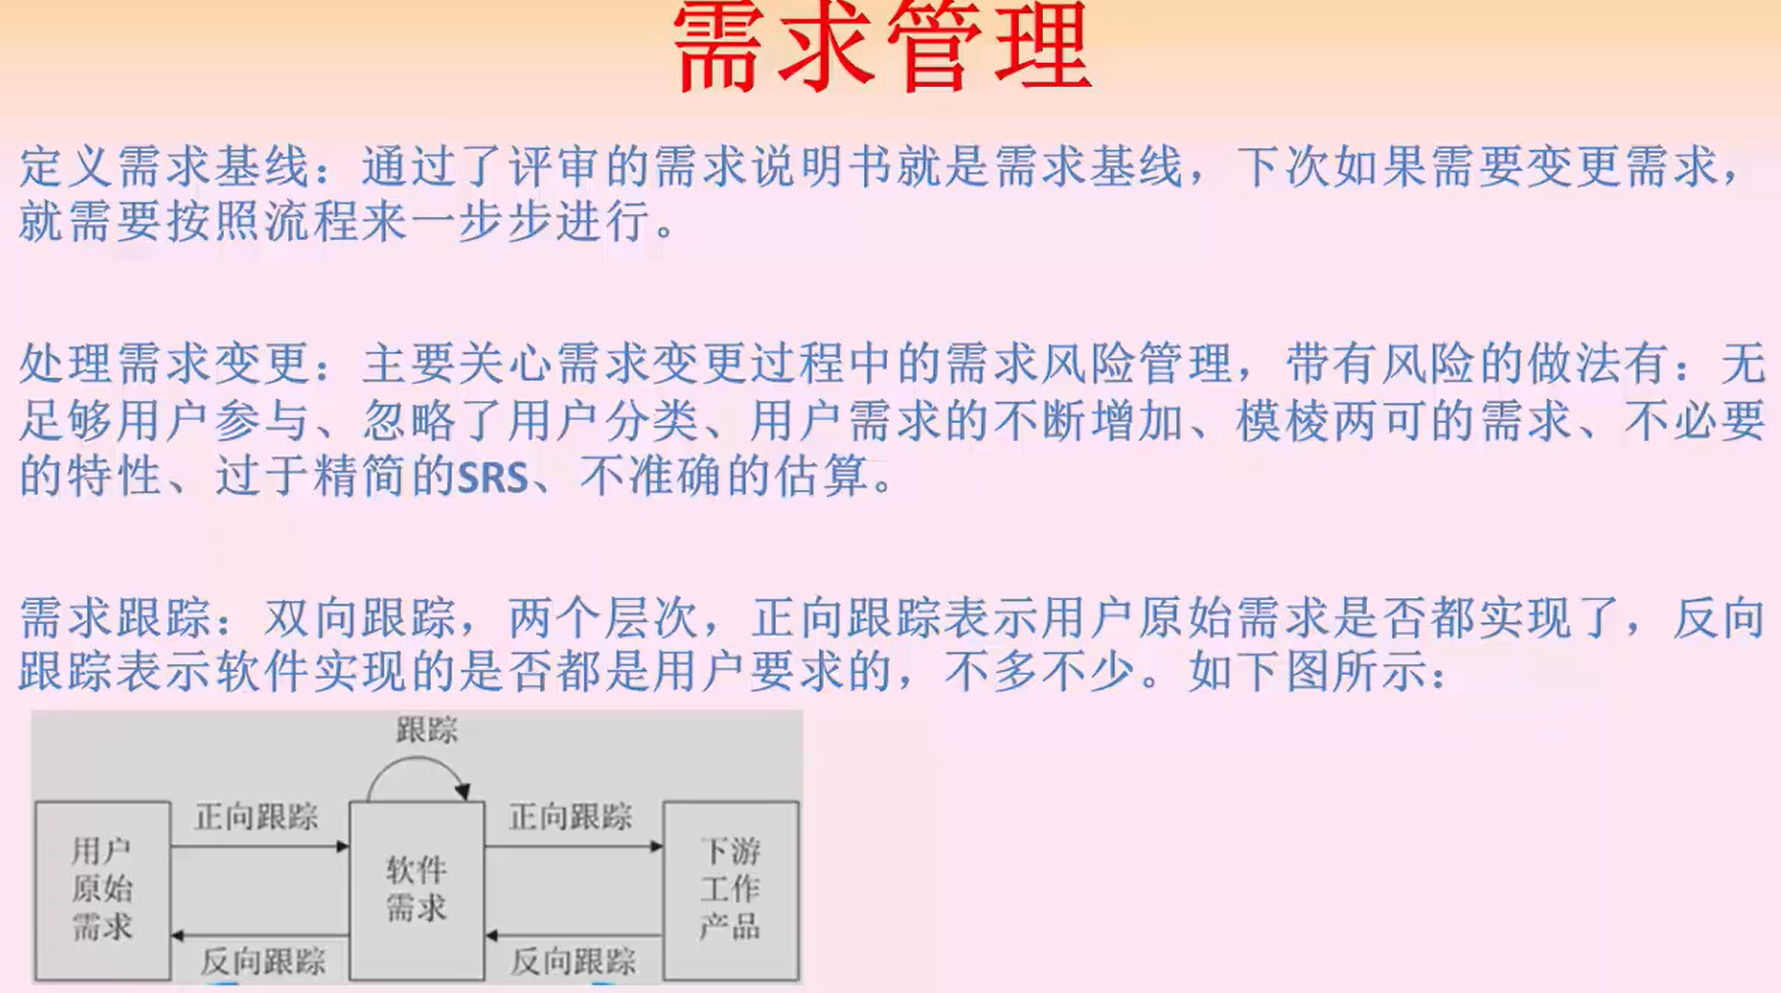 需求管理
定义需求基线：通过了评审的需求说明书就是需求基线，下次如果需要变更需求，
就需要按照流程来一步步进行。
处理需求变更：主要关心需求变更过程中的需求风险管理，带有风险的做法有：无
足够用户参与、忽略了用户分类、用户需求的不断增加、模棱两可的需求、不必要
的特性、过于精简的SRS、不准确的估算。
需求跟踪：双向跟踪，两个层次，正向跟踪表示用户原始需求是否都实现了，反向
跟踪表示软件实现的是否都是用户要求的，不多不少。如下图所示：
跟踪
正向跟踪
正向跟踪
用户
原始
需求
软件
需求
下游
工作
产品
反向跟踪
反向跟踪